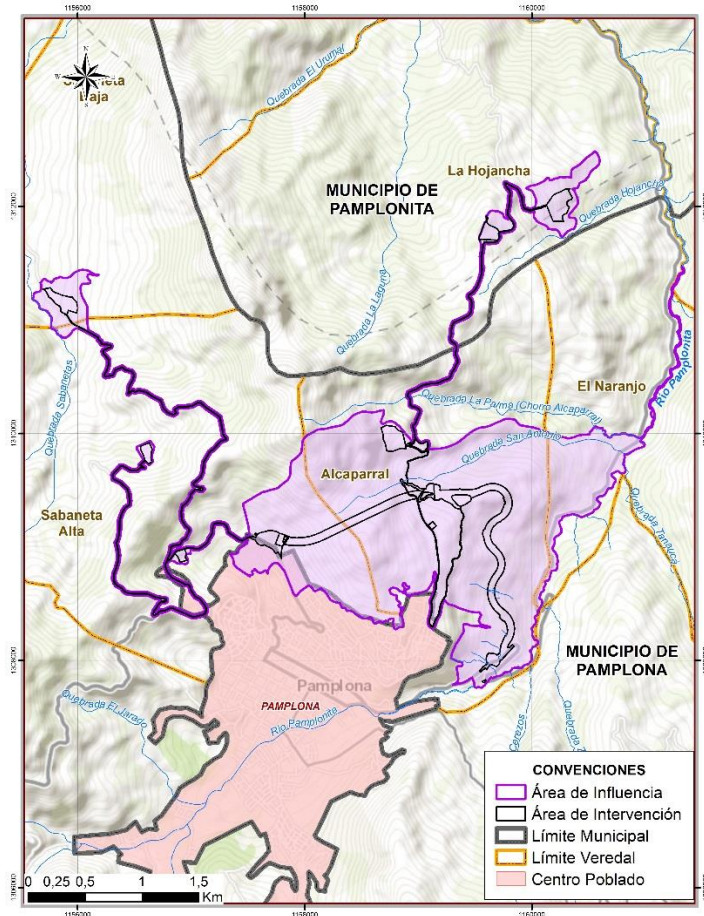 1156000
1158000
1160000
Quebrada El Urumal
Baja
La Hojancha
MUNICIPIO DE
PAMPLONITA
Quebrada Hojancha
Quebrada La Laguna
El Naranjo
Río Pamplonita
Quebrada Sabanetas
Quebrada La Palma (Chorro Alcaparral)
Quebrada San Antonio
Alcaparral
Sabaneta
Alta
Quebrada Tanauca
MUNICIPIO DE
PAMPLONA
Pamplona
PAMPLONA
Quebrada El Jarado
Río Pamplonita
Cerezos
Quebrada
CONVENCIONES
Área de Influencia
Área de Intervención
Límite Municipal
Límite Veredal
Centro Poblado
0 0,25 0,5 1 1,5
Km
1156000
1158000
1160000